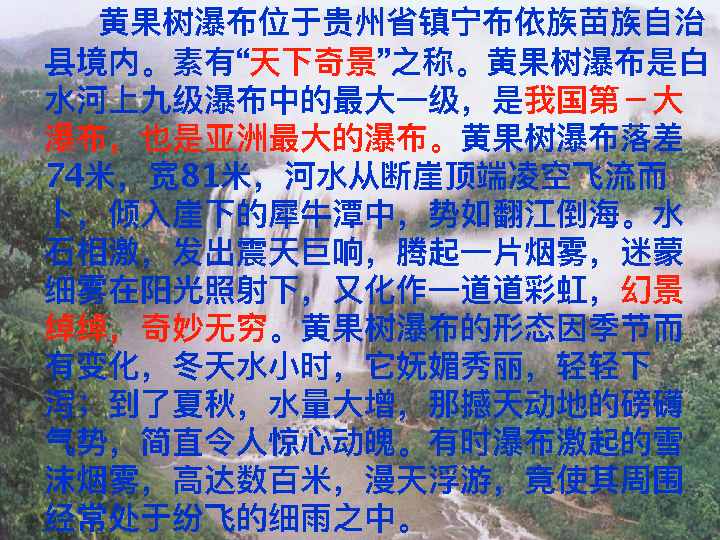 黄果树瀑布位于贵州省镇宁布依族苗族自治
县境内。素有“天下奇景”之称。黄果树瀑布是白
水河上九级瀑布中的最大一级，是我国第－大
瀑布，也是亚洲最大的瀑布。黄果树瀑布落差
74米，宽81米，河水从断崖顶端凌空飞流而
卜，倾入崖下的犀牛潭中，势如翻江倒海。水
石相激，发出震天巨响，腾起一片烟雾，迷蒙
细雾在阳光照射下，又化作一道道彩虹，幻景
绰绰，奇妙无穷。黄果树瀑布的形态因季节而
有变化，冬天水小时，它妩媚秀丽，轻轻下
泻；到了夏秋，水量大增，那撼天动地的磅礴
气势，简直令人惊心动魄。有时瀑布激起的雪
沫烟雾，高达数百米，漫天浮游，竟使其周围
经常处于纷飞的细雨之中。